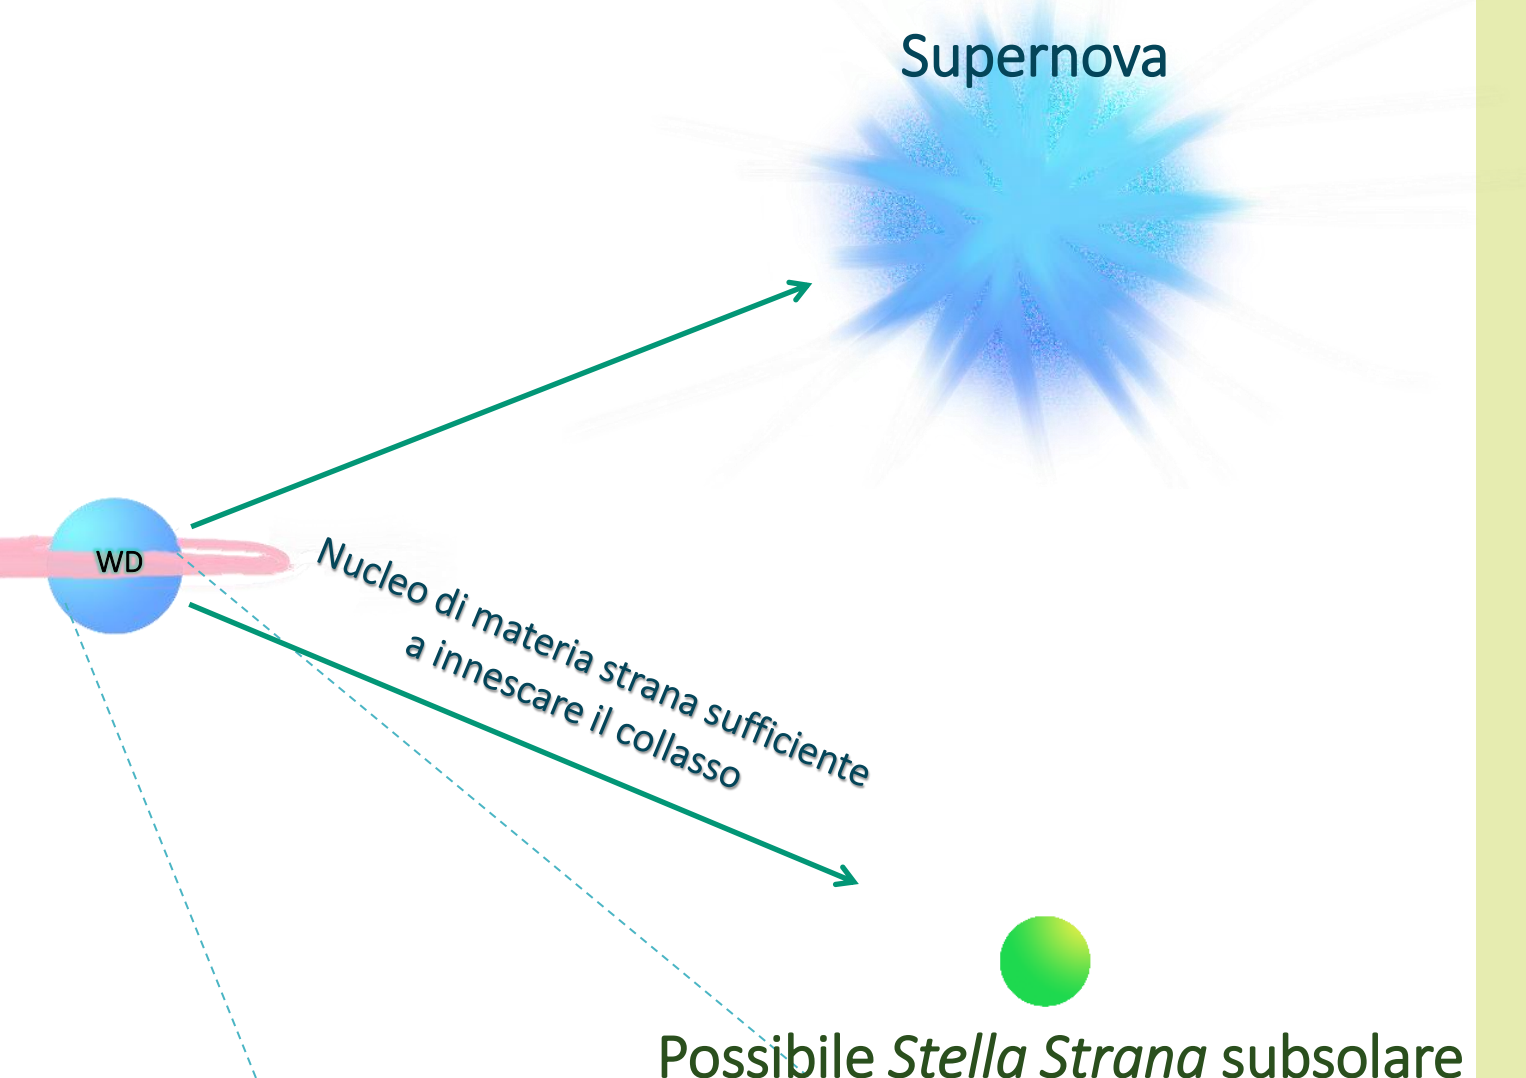 Supernova
WD
Nucleo di materia strana sufficiente
a innescare il collasso
Possibile Stella Strana subsolare